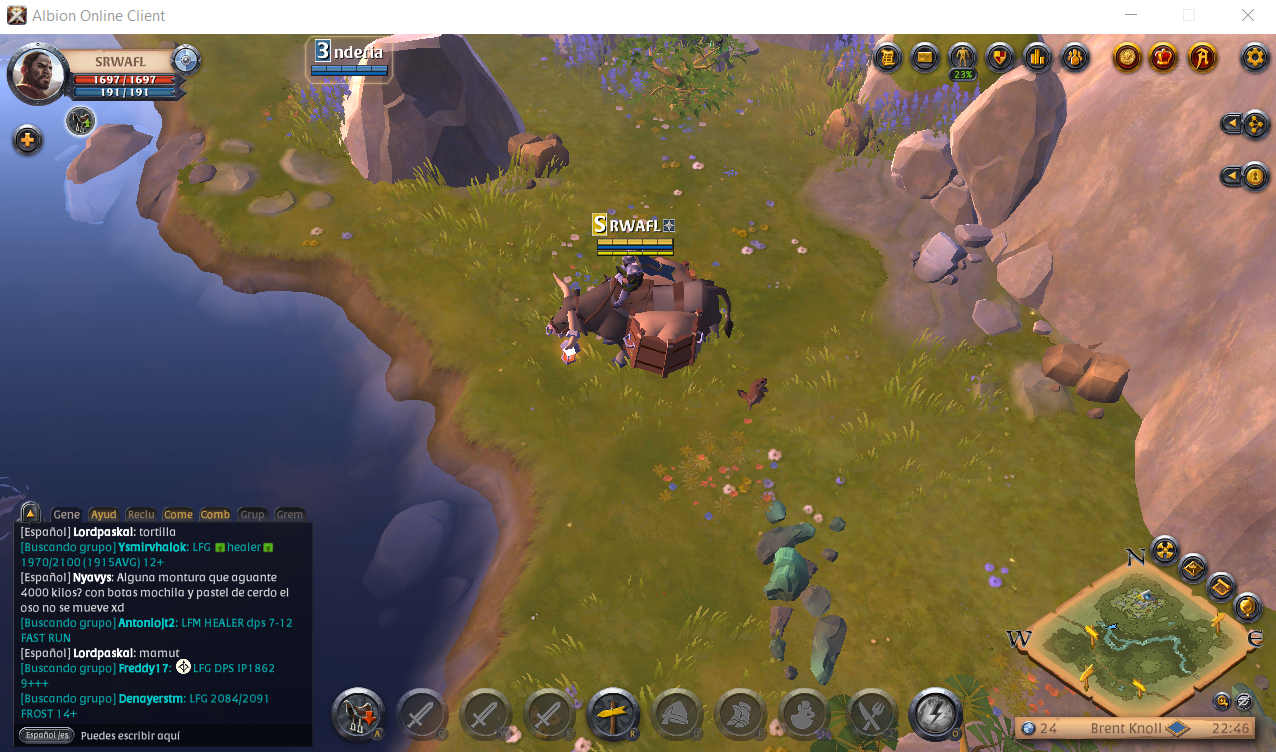 Albion Online Client
SRWAFL
1697 / 1697
191 / 191
3nderia
23%
SRWAFL
Gene Ayud Reclu Come Comb Grup Grem
[Español] Lordpaskal: tortilla
[Buscando grupo] Ysmirvhalok: LFG healer
1970/2100 (1915AVG) 12+
[Español] Nyavys: Alguna montura que aguante
4000 kilos? con botas mochila y pastel de cerdo el
oso no se mueve xd
[Buscando grupo] Antoniojt2: LFM HEALER dps 7-12
FAST RUN
[Español] Lordpaskal: mamut
[Buscando grupo] Freddy17: LFG DPS IP1862
9+++
[Buscando grupo] Denayerstm: LFG 2084/2091
FROST 14+
Español /es Puedes escribir aquí
A
Q
W
E
R
D
F
Z
O
N
W
E
24 Brent Knoll 22:46